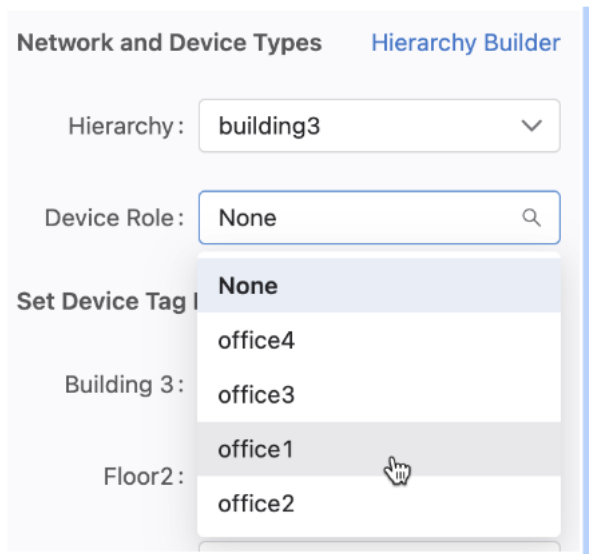 Network and Device Types Hierarchy Builder
Hierarchy: building3
Device Role: None
None
Set Device Tag
office4
Building 3:
office3
office1
Floor2:
office2